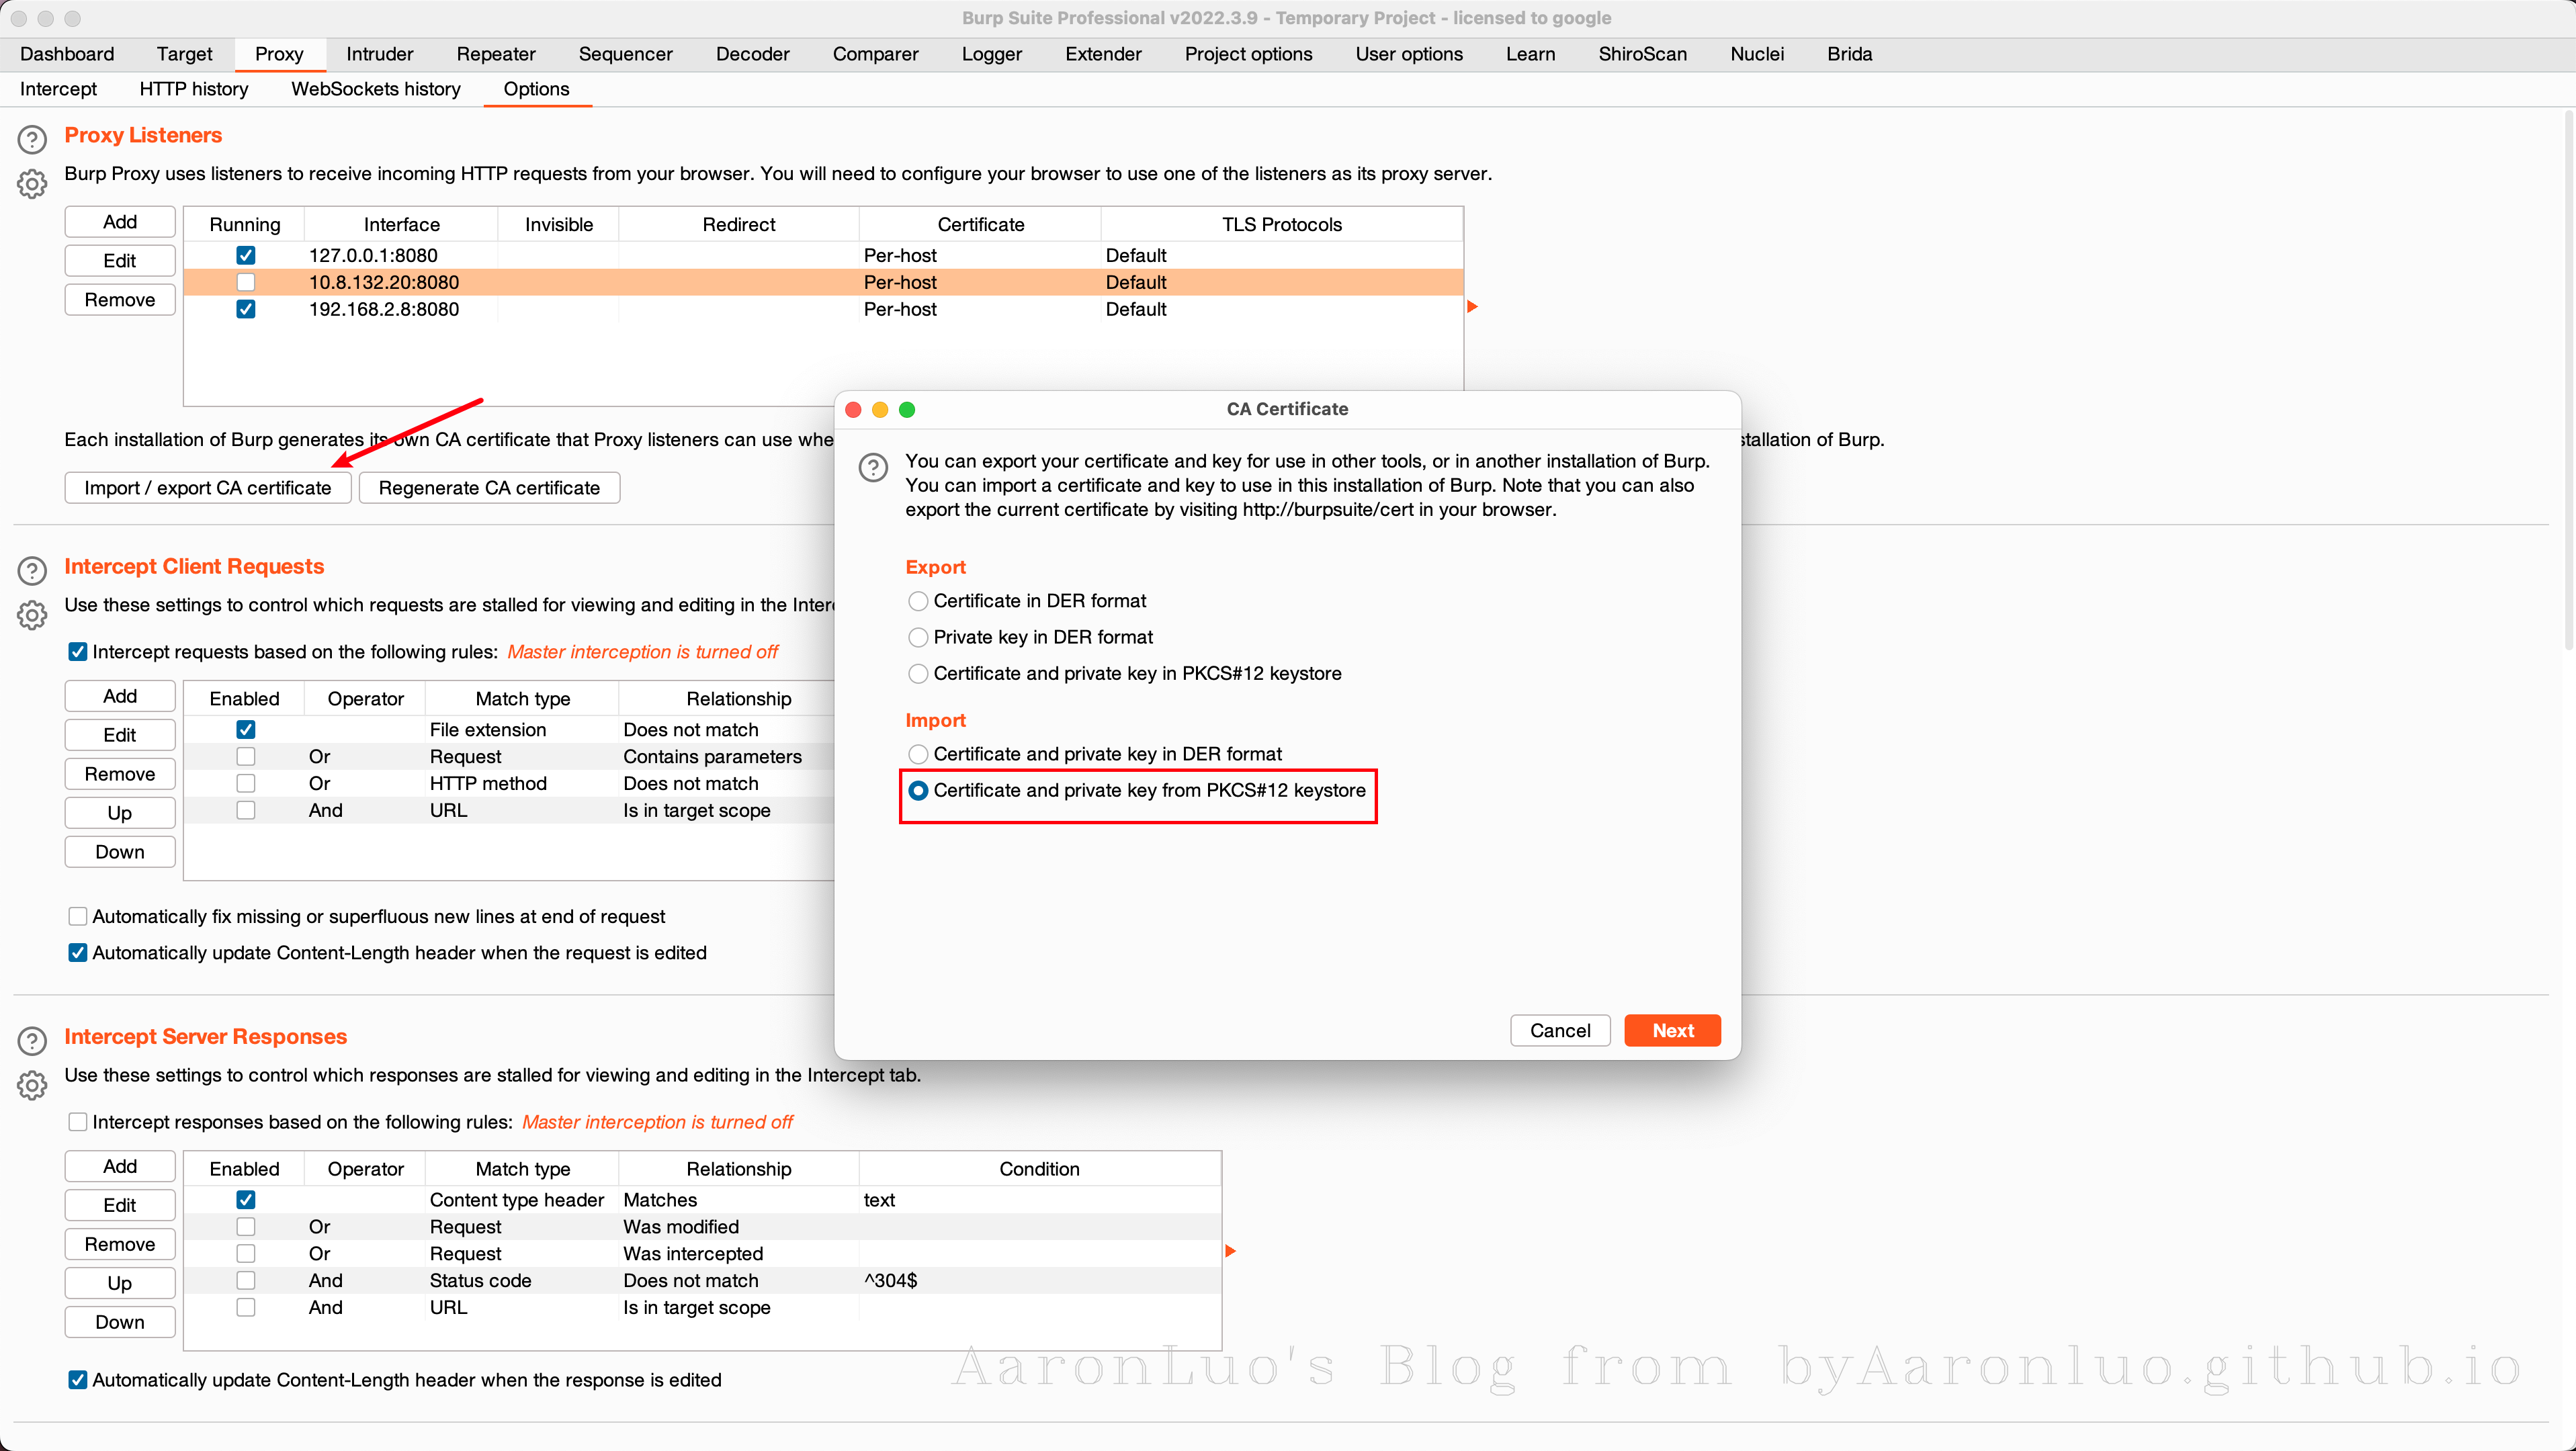 Burp Suite Professional v2022.3.9 - Temporary Project - licensed to google
Dashboard Target Proxy Intruder Repeater Sequencer Decoder Comparer Logger Extender Project options User options Learn ShiroScan Nuclei Brida
Intercept HTTP history WebSockets history Options
Proxy Listeners
Burp Proxy uses listeners to receive incoming HTTP requests from your browser. You will need to configure your browser to use one of the listeners as its proxy server.
Add
Edit
Remove
Running Interface Invisible Redirect Certificate TLS Protocols
127.0.0.1:8080 Per-host Default
10.8.132.20:8080 Per-host Default
192.168.2.8:8080 Per-host Default
Each installation of Burp generates its own CA certificate that Proxy listeners can use whe
stallation of Burp.
Import / export CA certificate Regenerate CA certificate
Intercept Client Requests
Use these settings to control which requests are stalled for viewing and editing in the Inter
Intercept requests based on the following rules: Master interception is turned off
Add
Edit
Remove
Up
Down
Enabled Operator Match type Relationship
File extension Does not match
Or Request Contains parameters
Or HTTP method Does not match
And URL Is in target scope
Automatically fix missing or superfluous new lines at end of request
Automatically update Content-Length header when the request is edited
CA Certificate
You can export your certificate and key for use in other tools, or in another installation of Burp.
You can import a certificate and key to use in this installation of Burp. Note that you can also
export the current certificate by visiting http://burpsuite/cert in your browser.
Export
Certificate in DER format
Private key in DER format
Certificate and private key in PKCS#12 keystore
Import
Certificate and private key in DER format
Certificate and private key from PKCS#12 keystore
Cancel Next
Intercept Server Responses
Use these settings to control which responses are stalled for viewing and editing in the Intercept tab.
Intercept responses based on the following rules: Master interception is turned off
Add
Edit
Remove
Up
Down
Enabled Operator Match type Relationship Condition
Content type header Matches text
Or Request Was modified
Or Request Was intercepted
And Status code Does not match ^304$
And URL Is in target scope
Automatically update Content-Length header when the response is edited
AaronLuo's Blog from byAaronluo.github.io